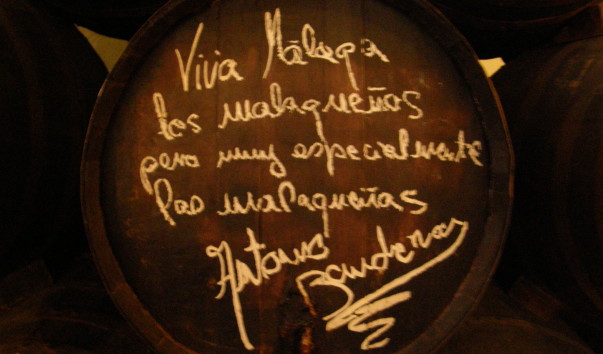 Viva Málaga
los malagueños
pero muy especialmente
las malagueñas
Antonio
Banderas